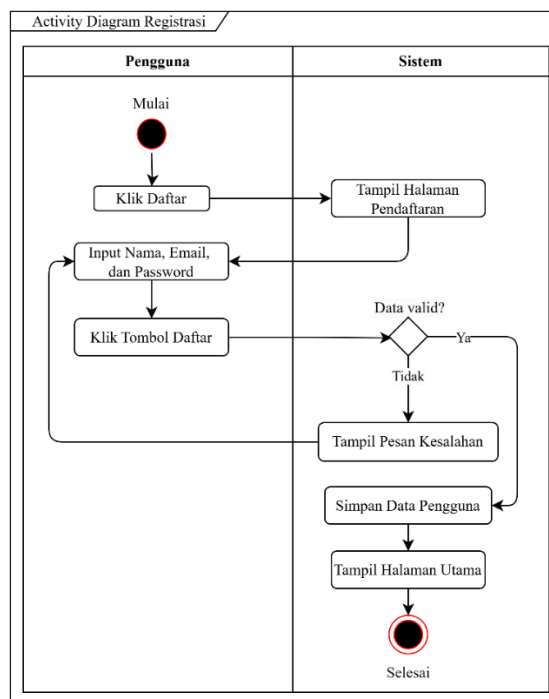 Activity Diagram Registrasi
Pengguna
Sistem
Mulai
Klik Daftar
Tampil Halaman
Pendaftaran
Input Nama, Email,
dan Password
Klik Tombol Daftar
Data valid?
Ya
Tidak
Tampil Pesan Kesalahan
Simpan Data Pengguna
Tampil Halaman Utama
Selesai